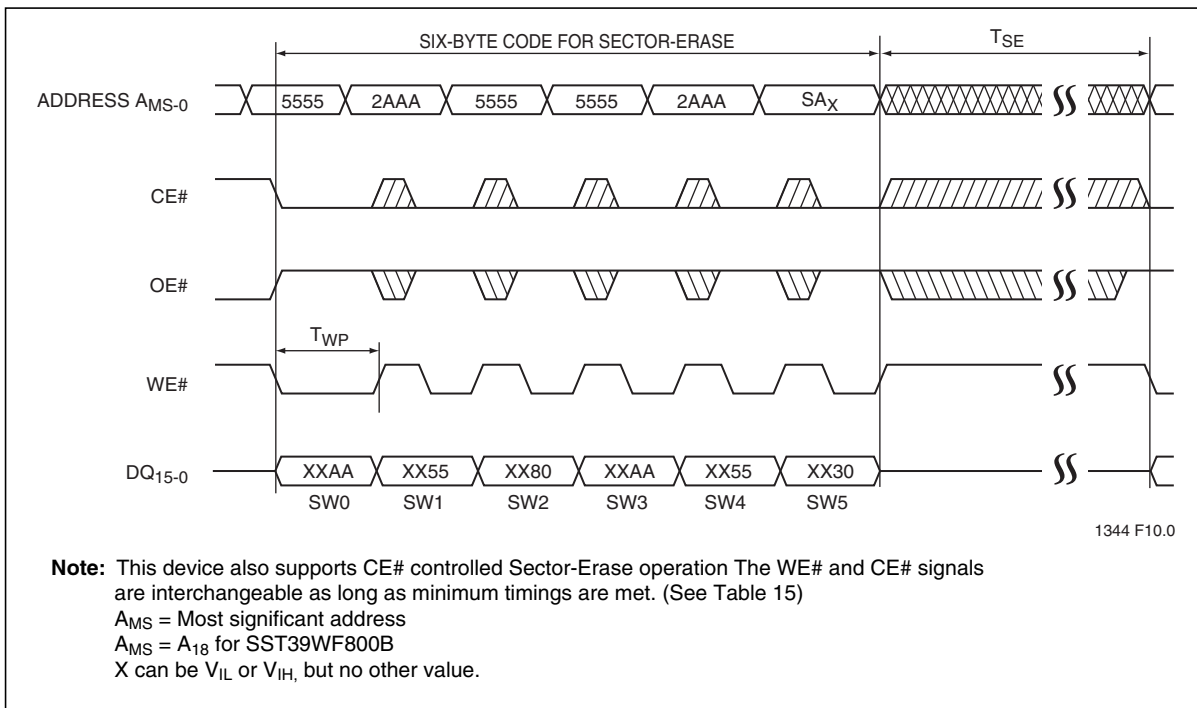 SIX-BYTE CODE FOR SECTOR-ERASE
TSE
ADDRESS AMS-0
5555 2AAA 5555 5555 2AAA SAX
CE#
OE#
TWP
WE#
DQ15-0
XXAA XX55 XX80 XXAA XX55 XX30
SW0 SW1 SW2 SW3 SW4 SW5
1344 F10.0
Note: This device also supports CE# controlled Sector-Erase operation The WE# and CE# signals
are interchangeable as long as minimum timings are met. (See Table 15)
AMS = Most significant address
AMS = A18 for SST39WF800B
X can be VIL or VIH, but no other value.